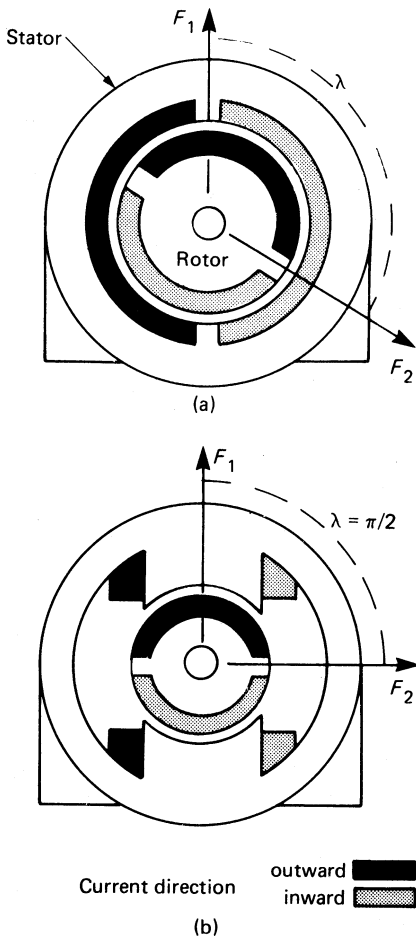 F1
Stator
λ
Rotor
F2
(a)
F1
λ = π/2
F2
outward
Current direction
inward
(b)